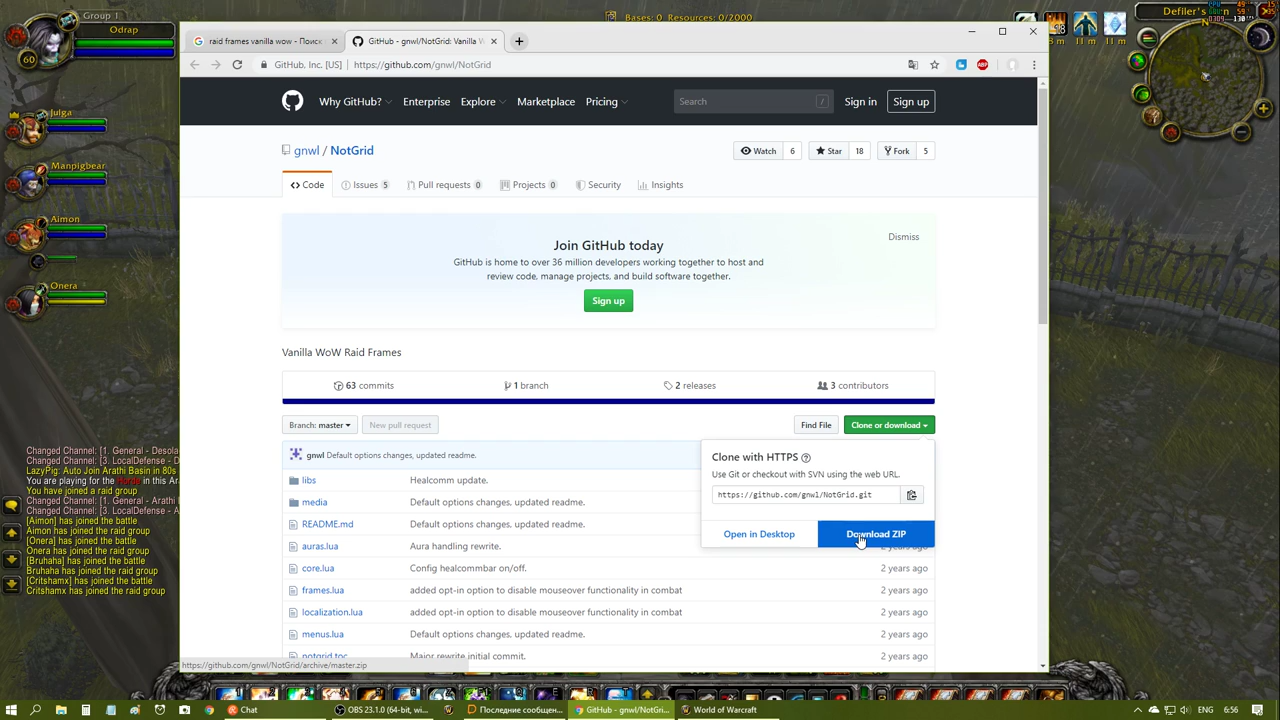 Group 1
Odrap
60
Julga
Manpigbear
Aimon
Onera
Bases: 0 Resources: 0/2000
11 m
11 m
raid frames vanilla wow - Поиск
GitHub - gnwl/NotGrid: Vanilla W
GitHub, Inc. [US]
https://github.com/gnwl/NotGrid
Why GitHub?
Enterprise
Explore
Marketplace
Pricing
Search
/
Sign in
Sign up
gnwl / NotGrid
Watch 6
Star 18
Fork 5
Code
Issues 5
Pull requests 0
Projects 0
Security
Insights
Join GitHub today
Dismiss
GitHub is home to over 36 million developers working together to host and
review code, manage projects, and build software together.
Sign up
Vanilla WoW Raid Frames
63 commits
1 branch
2 releases
3 contributors
Branch: master
New pull request
Find File
Clone or download
gnwl Default options changes, updated readme.
Clone with HTTPS
Use Git or checkout with SVN using the web URL.
https://github.com/gnwl/NotGrid.git
Open in Desktop
Download ZIP
libs Healcomm update.
media Default options changes, updated readme.
README.md Default options changes, updated readme.
auras.lua Aura handling rewrite. 2 years ago
core.lua Config healcommbar on/off. 2 years ago
frames.lua added opt-in option to disable mouseover functionality in combat 2 years ago
localization.lua added opt-in option to disable mouseover functionality in combat 2 years ago
menus.lua Default options changes, updated readme. 2 years ago
notgrid.toc Major rewrite initial commit. 2 years ago
https://github.com/gnwl/NotGrid/archive/master.zip
Changed Channel: [1. General - Desola
Changed Channel: [3. LocalDefense - D
LazyPig: Auto Join Arathi Basin in 80s
You are playing for the Horde in this Ar
You have joined a raid group
Changed Channel: [1. General - A
Changed Channel: [3. LocalDefense - A
[Aimon] has joined the battle
Aimon has joined the raid group
[Onera] has joined the battle
Onera has joined the raid group
[Bruhaha] has joined the battle
Bruhaha has joined the raid group
[Critshamx] has joined the battle
Critshamx has joined the raid group
Chat
OBS 23.1.0 (64-bit, wi...
Последние сообщен...
GitHub - gnwl/NotGri...
World of Warcraft
ENG
6:56